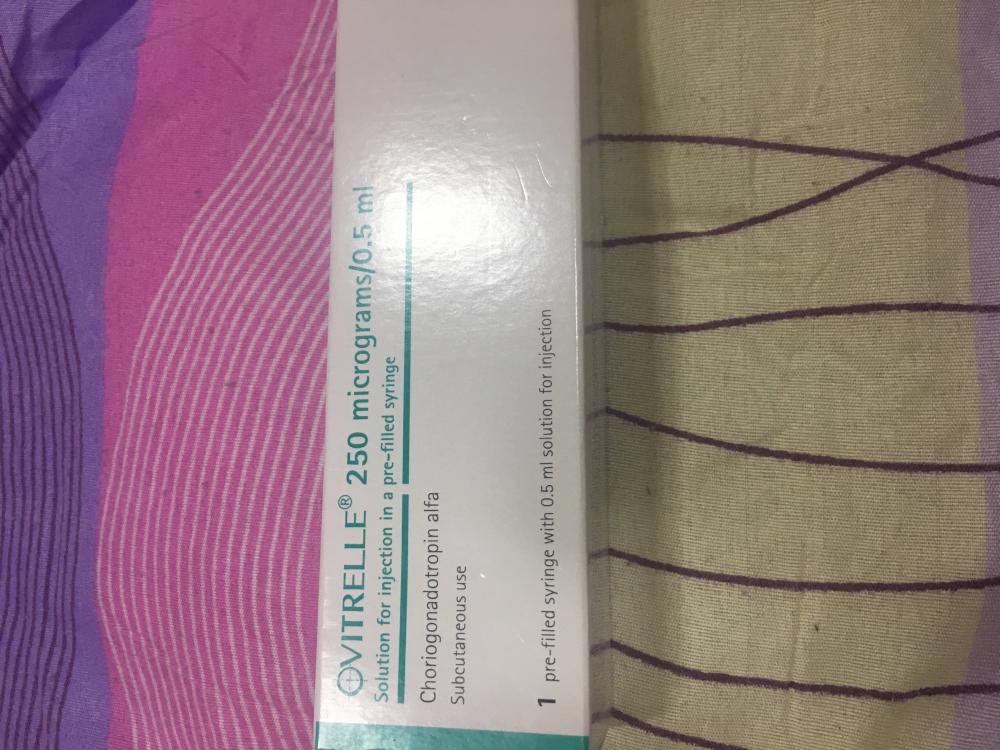 OVITRELLE® 250 micrograms/0.5 ml
Solution for injection in a pre-filled syringe
Choriogonadotropin alfa
Subcutaneous use
1 pre-filled syringe with 0.5 ml solution for injection